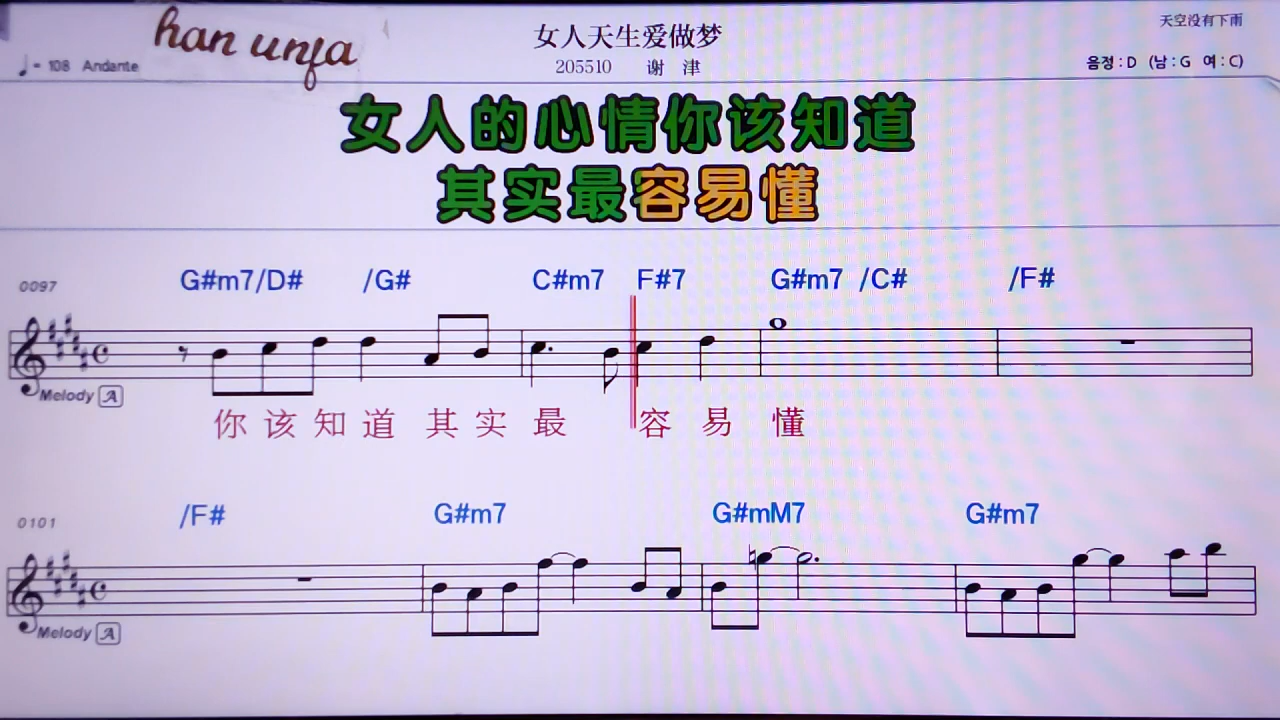 han unfa
女人天生爱做梦
天空没有下雨
♩= 108 Andante
205510 谢 津
음정 : D (남 : G 여 : C)
女人的心情你该知道
其实最容易懂
0097 G#m7/D# /G# C#m7 F#7 G#m7 /C# /F#
Melody A
你 该 知 道 其 实 最 容 易 懂
0101 /F# G#m7 G#mM7 G#m7
Melody A